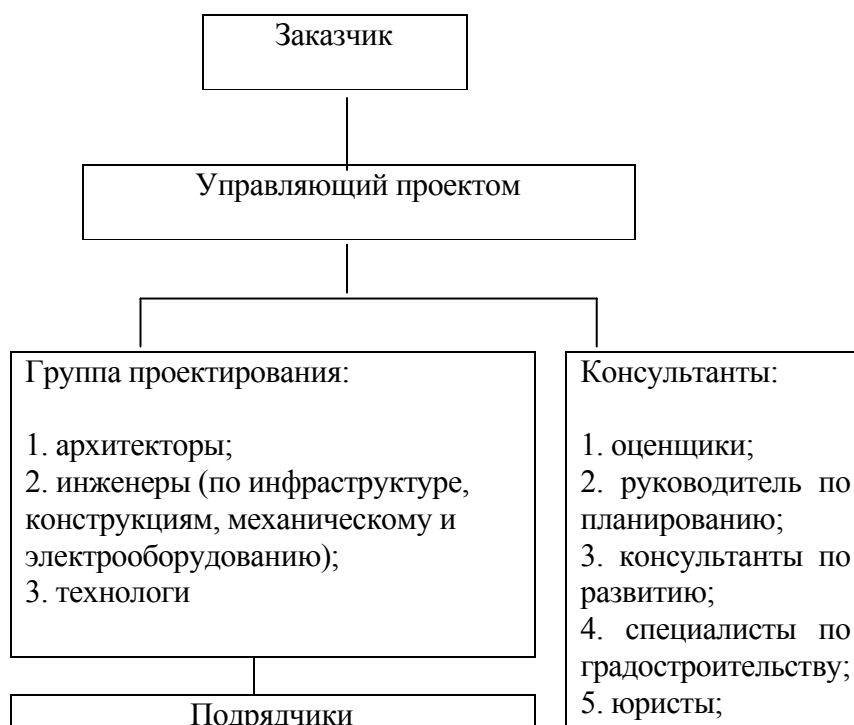 Заказчик
Управляющий проектом
Группа проектирования:
1. архитекторы;
2. инженеры (по инфраструктуре,
конструкциям, механическому и
электрооборудованию);
3. технологи
Подрядчики
Консультанты:
1. оценщики;
2. руководитель по
планированию;
3. консультанты по
развитию;
4. специалисты по
градостроительству;
5. юристы;